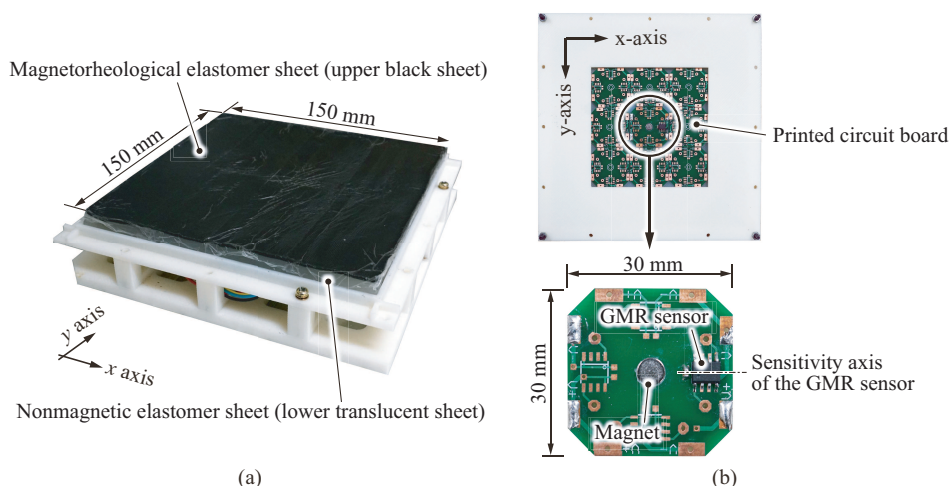 Magnetorheological elastomer sheet (upper black sheet)
150 mm
150 mm
y axis
x axis
Nonmagnetic elastomer sheet (lower translucent sheet)
(a)
x-axis
y-axis
Printed circuit board
30 mm
30 mm
GMR sensor
Sensitivity axis
of the GMR sensor
Magnet
(b)